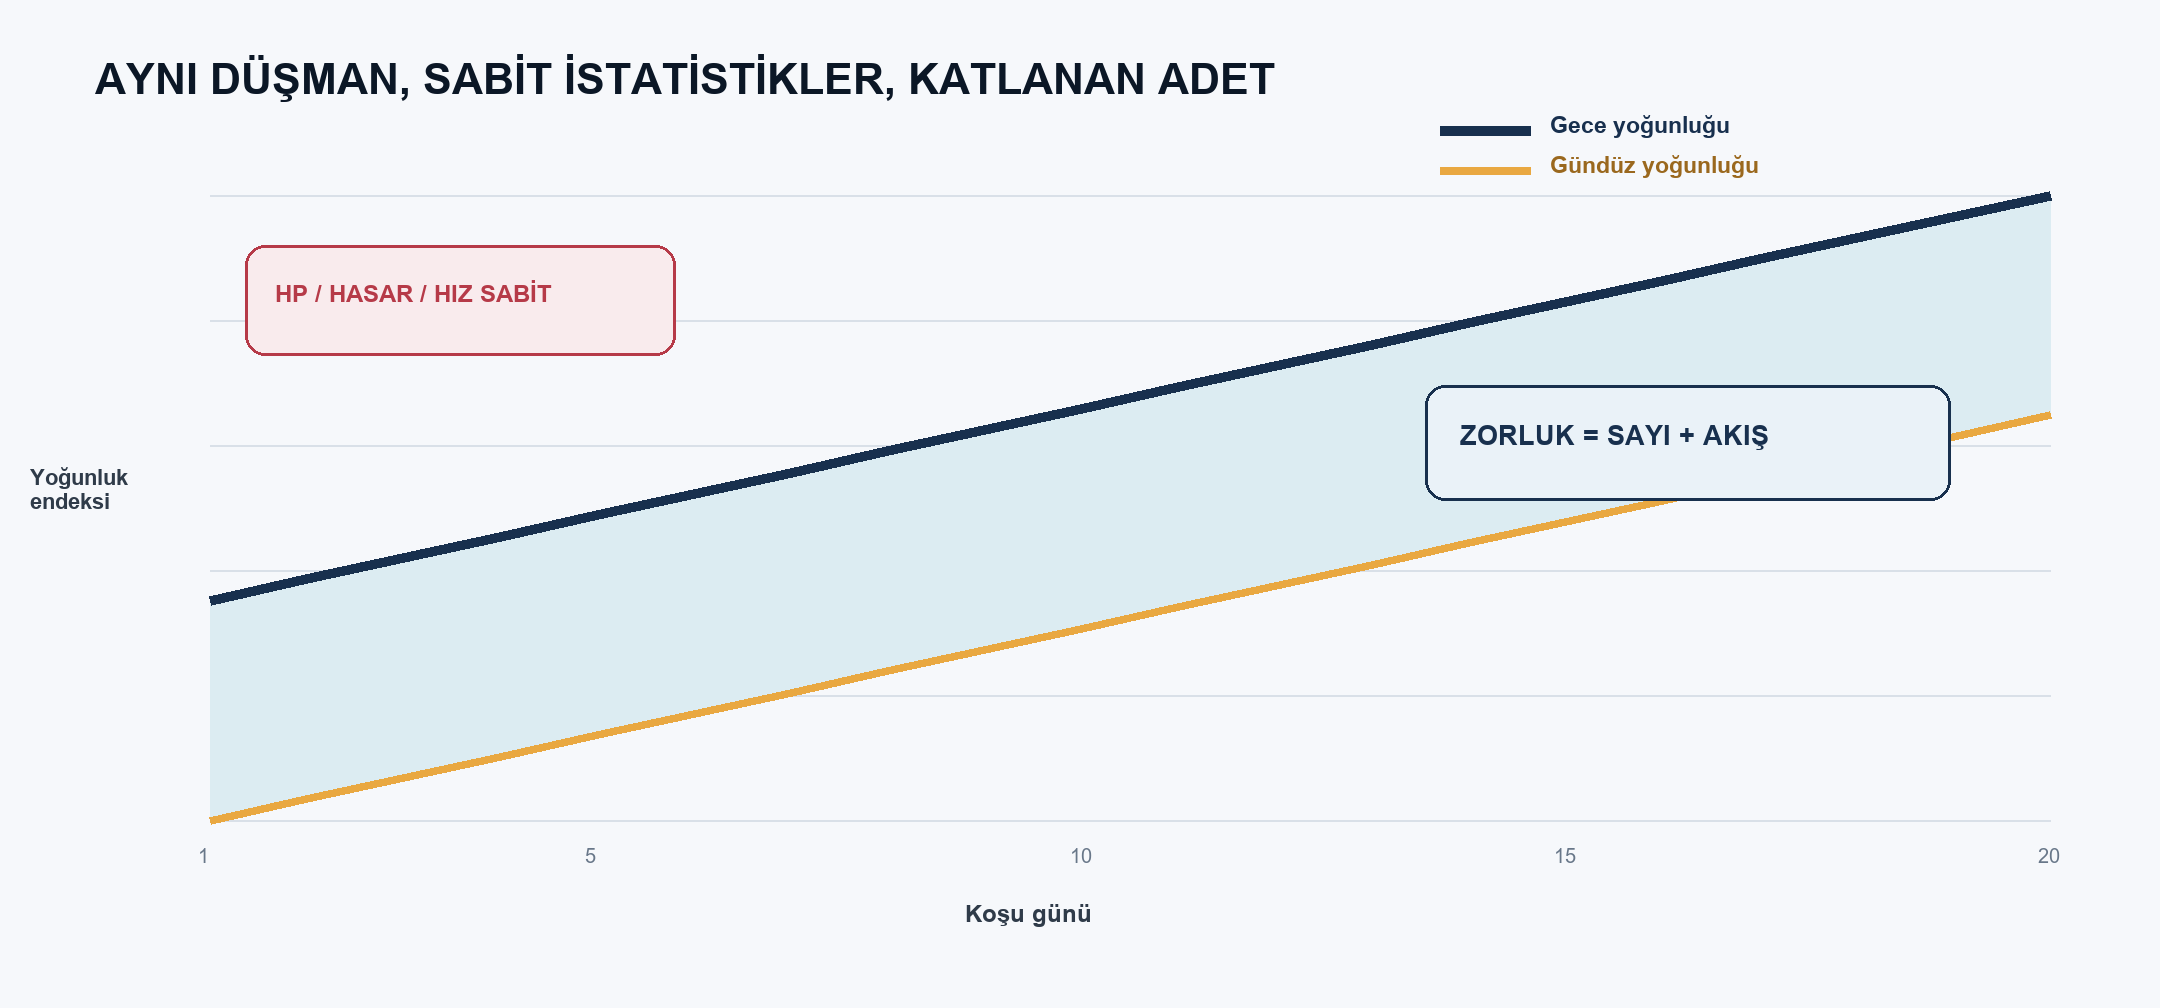 AYNI DÜŞMAN, SABİT İSTATİSTİKLER, KATLANAN ADET
Gece yoğunluğu
Gündüz yoğunluğu
HP / HASAR / HIZ SABİT
ZORLUK = SAYI + AKIŞ
Yoğunluk
endeksi
1 5 10 15 20
Koşu günü